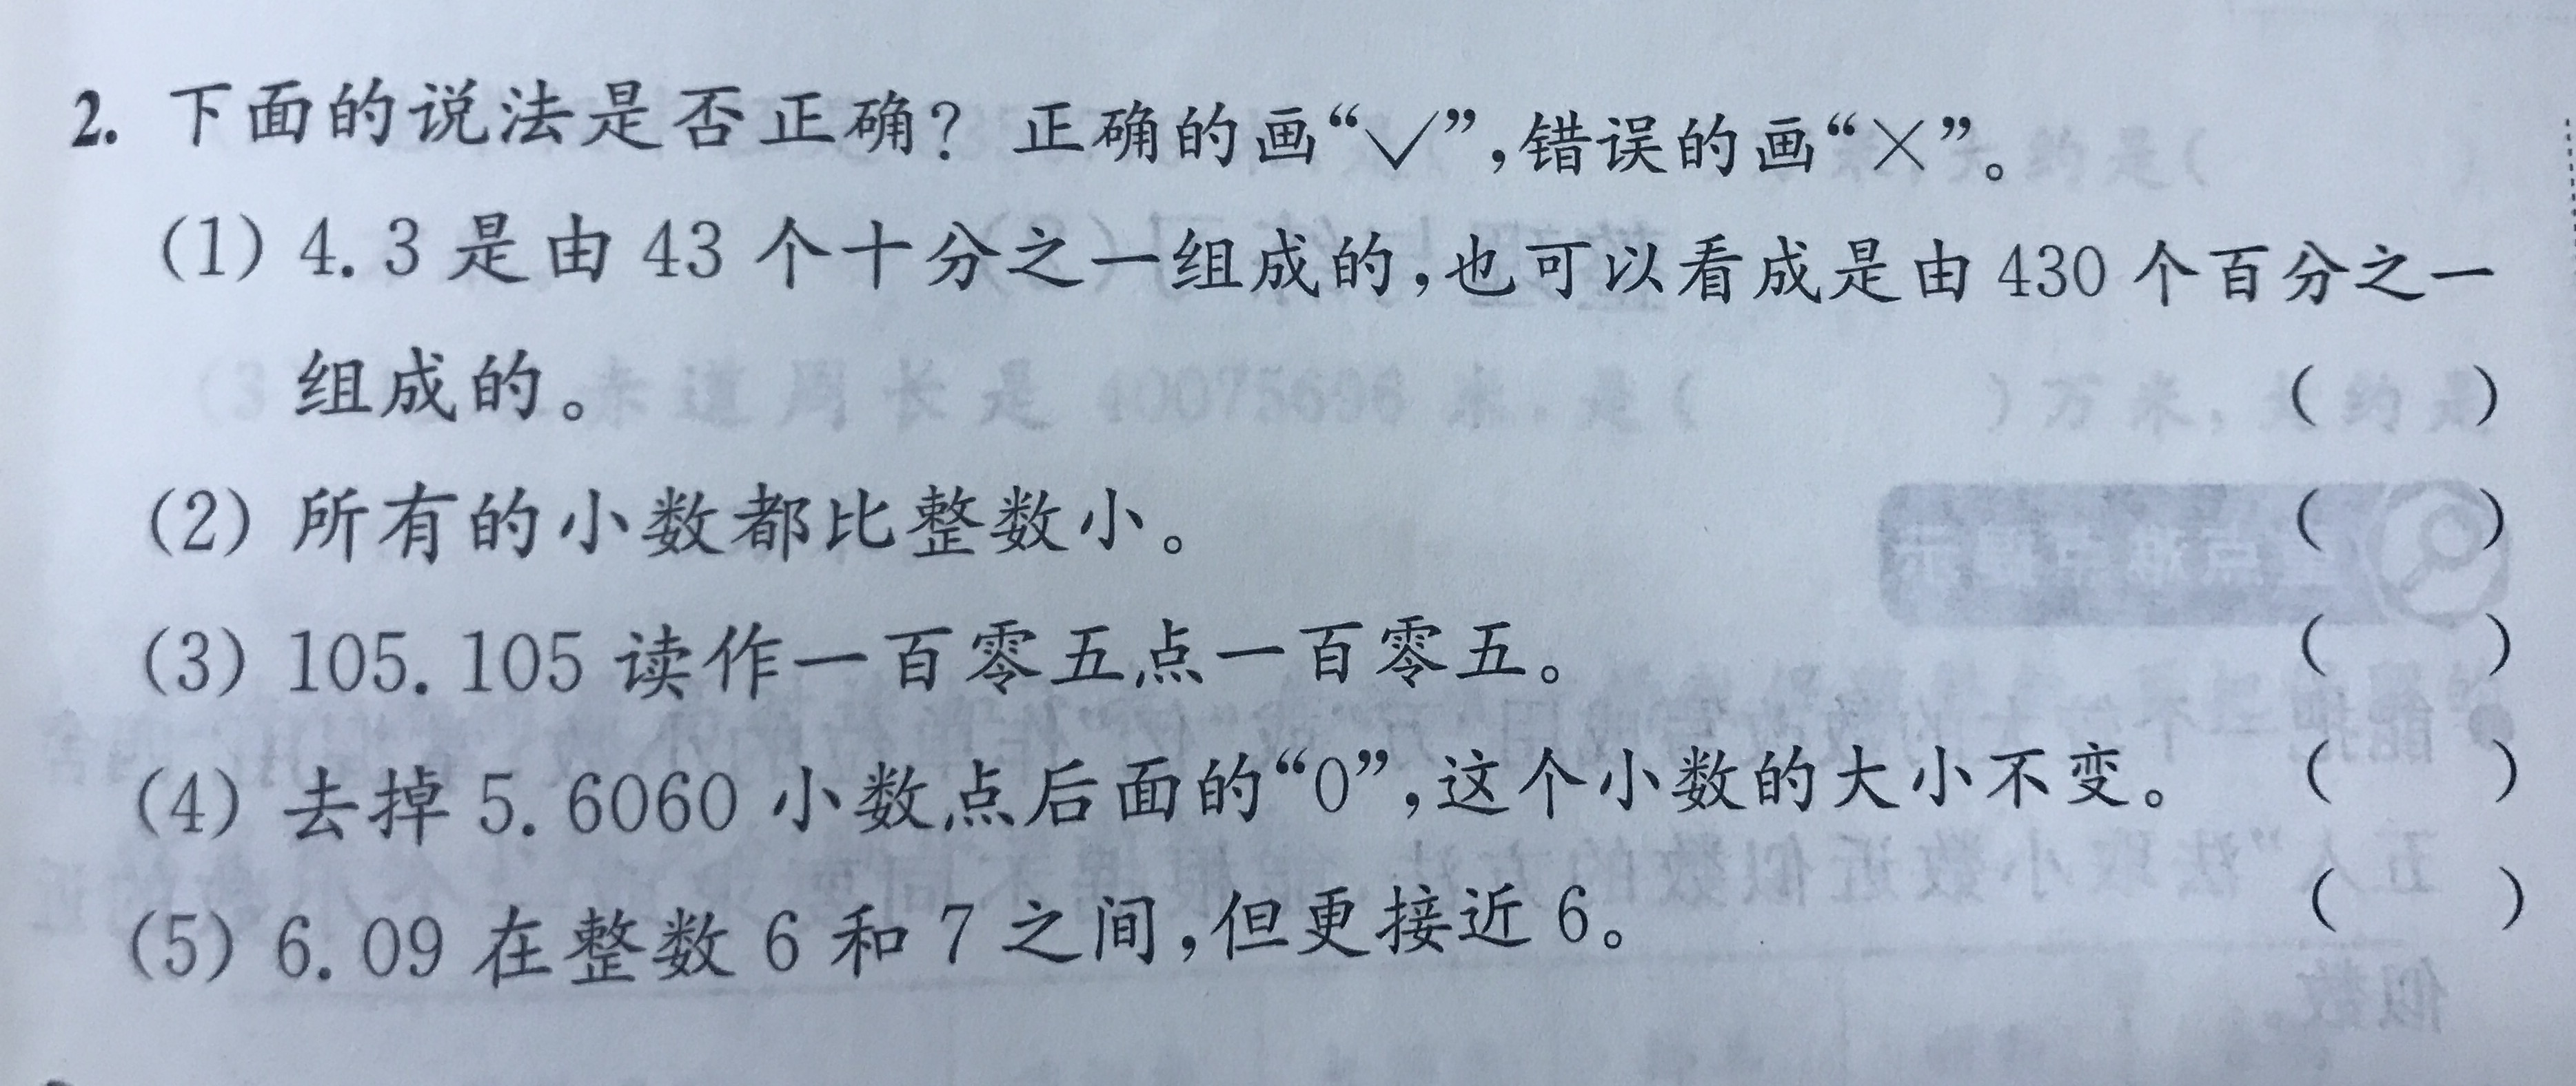 2. 下面的说法是否正确？正确的画“✓”,错误的画“×”。
(1) 4.3 是由 43 个十分之一组成的,也可以看成是由 430 个百分之一
组成的。 ( )
(2) 所有的小数都比整数小。 ( )
(3) 105.105 读作一百零五点一百零五。 ( )
(4) 去掉 5.6060 小数点后面的“0”,这个小数的大小不变。 ( )
(5) 6.09 在整数 6 和 7 之间,但更接近 6。 ( )